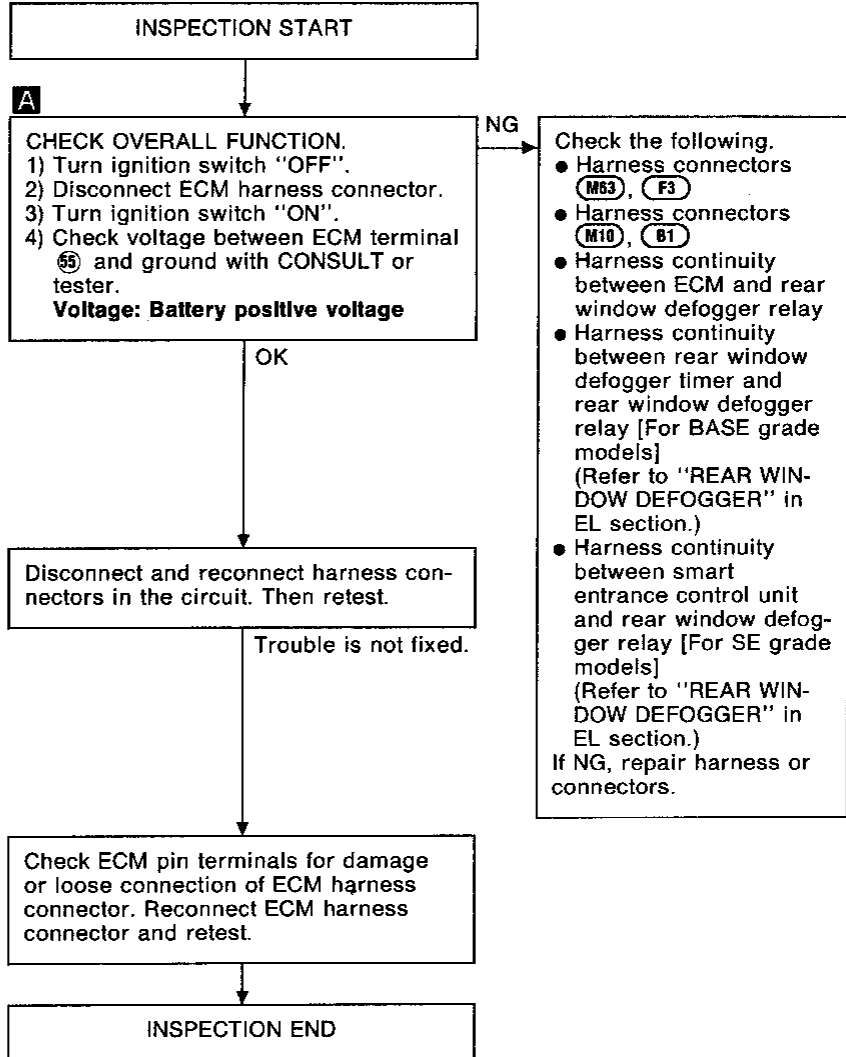 INSPECTION START
A
CHECK OVERALL FUNCTION.
1) Turn ignition switch "OFF".
2) Disconnect ECM harness connector.
3) Turn ignition switch "ON".
4) Check voltage between ECM terminal
55 and ground with CONSULT or
tester.
Voltage: Battery positive voltage
NG
Check the following.
● Harness connectors
M63, F3
● Harness connectors
M10, B1
● Harness continuity
between ECM and rear
window defogger relay
● Harness continuity
between rear window
defogger timer and
rear window defogger
relay [For BASE grade
models]
(Refer to "REAR WIN-
DOW DEFOGGER" in
EL section.)
● Harness continuity
between smart
entrance control unit
and rear window defog-
ger relay [For SE grade
models]
(Refer to "REAR WIN-
DOW DEFOGGER" in
EL section.)
If NG, repair harness or
connectors.
OK
Disconnect and reconnect harness con-
nectors in the circuit. Then retest.
Trouble is not fixed.
Check ECM pin terminals for damage
or loose connection of ECM harness
connector. Reconnect ECM harness
connector and retest.
INSPECTION END